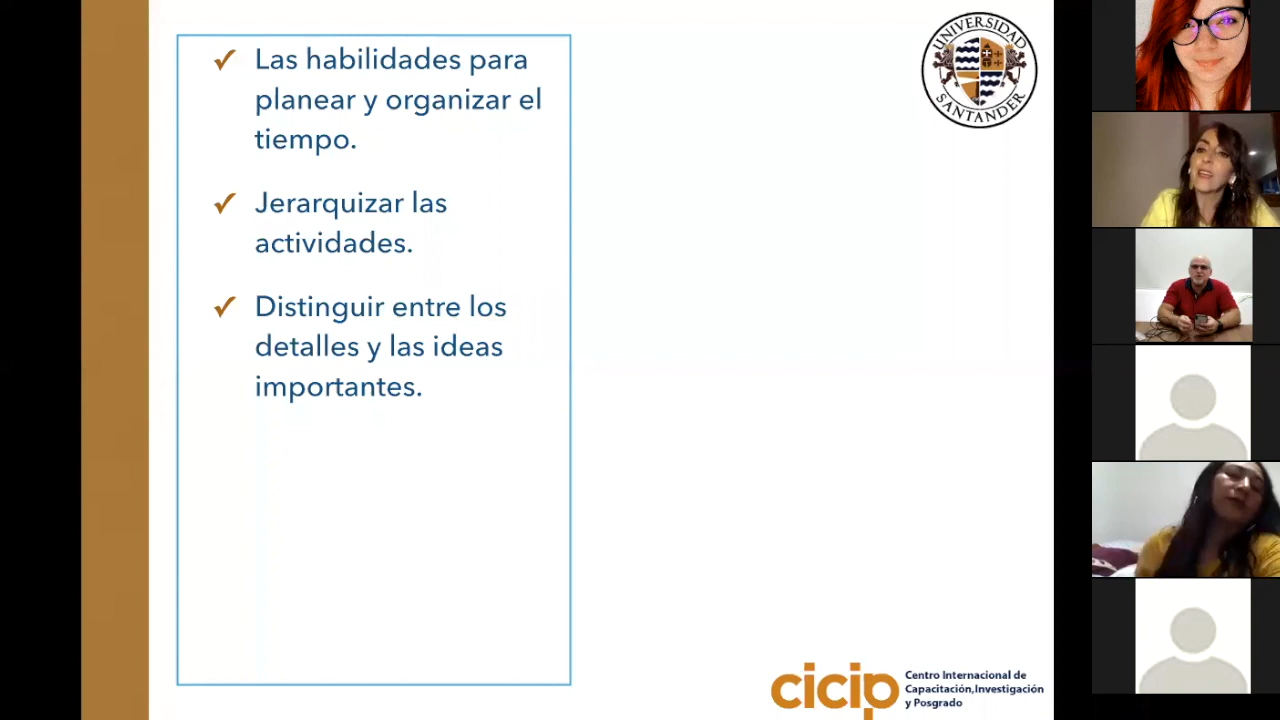 Las habilidades para
planear y organizar el
tiempo.
Jerarquizar las
actividades.
Distinguir entre los
detalles y las ideas
importantes.
UNIVERSIDAD
SANTANDER
cicip
Centro Internacional de
Capacitación,Investigación
y Posgrado